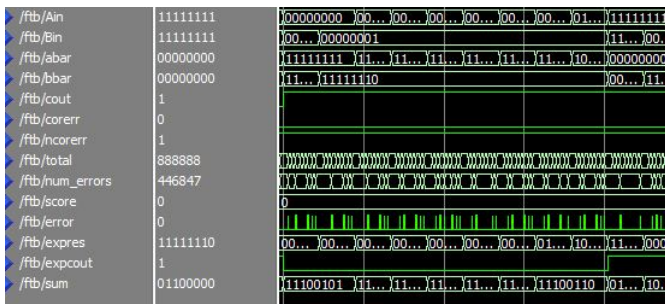 /ftb/Ain 11111111 00000000 00... 00... 00... 00... 00... 01... 11111111
/ftb/Bin 11111111 00... 00000001 11... 00...
/ftb/abar 00000000 11111111 11... 11... 11... 11... 11... 10... 00000000
/ftb/bbar 00000000 11... 11111110 00... 11...
/ftb/cout 1
/ftb/corerr 0
/ftb/ncorerr 1
/ftb/total 888888
/ftb/num_errors 446847
/ftb/score 0 0
/ftb/error 0
/ftb/expres 11111110 00... 00... 00... 00... 00... 01... 10... 11... 000
/ftb/expcout 1
/ftb/sum 01100000 11100101 11... 11... 11... 11... 11100110 01... 10...